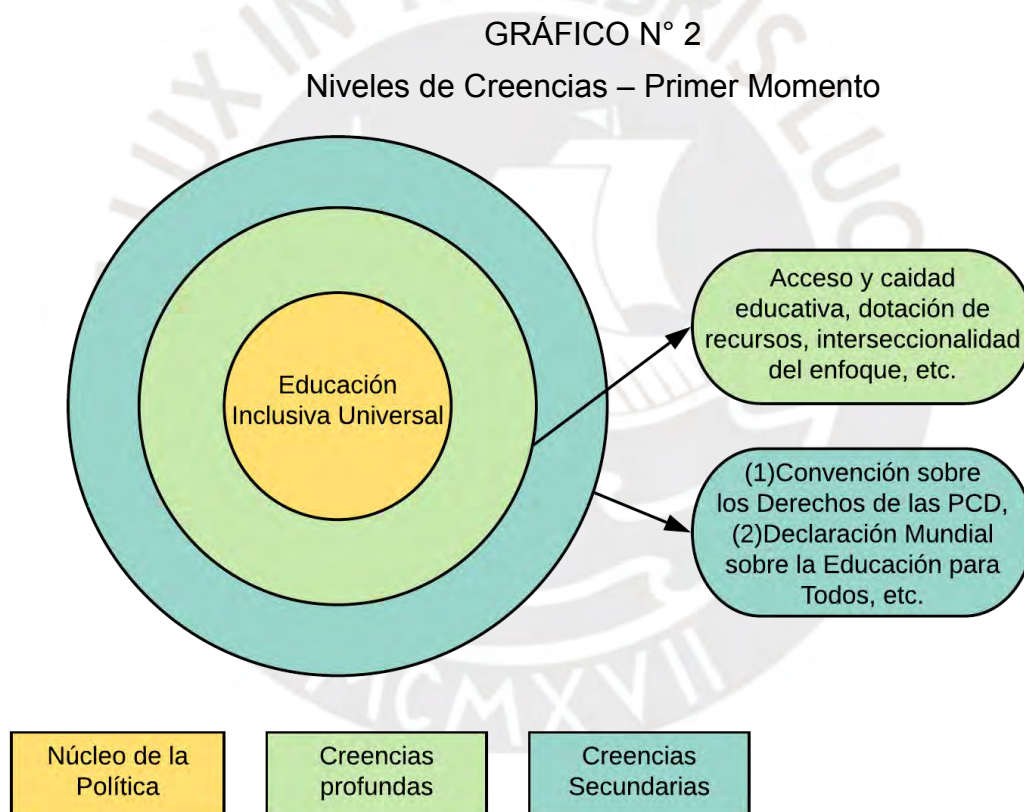 GRÁFICO N° 2
Niveles de Creencias – Primer Momento
Educación
Inclusiva Universal
Acceso y caidad
educativa, dotación de
recursos, interseccionalidad
del enfoque, etc.
(1)Convención sobre
los Derechos de las PCD,
(2)Declaración Mundial
sobre la Educación para
Todos, etc.
MCMXVII
Núcleo de la
Política
Creencias
profundas
Creencias
Secundarias